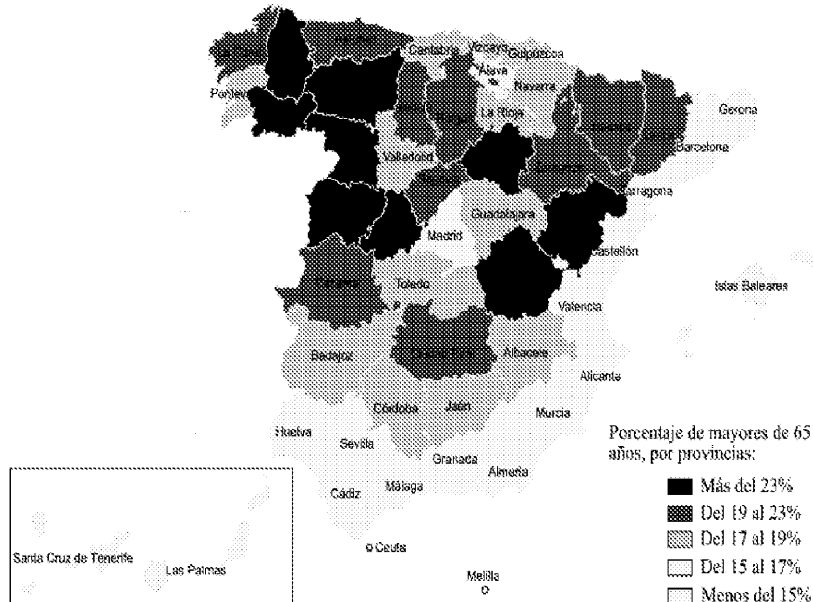 Cantabria
Vizcaya
Guipúzcoa
Alava
Navarra
La Rioja
Gerona
Barcelona
Valladolid
Guadalajara
Madrid
Castellón
Toledo
Valencia
Islas Baleares
Badajoz
Albacete
Alicante
Córdoba
Jaén
Murcia
Huelva
Sevilla
Granada
Almería
Cádiz
Málaga
Ceuta
Melilla
Santa Cruz de Tenerife
Las Palmas
Porcentaje de mayores de 65
años, por provincias:
Más del 23%
Del 19 al 23%
Del 17 al 19%
Del 15 al 17%
Menos del 15%